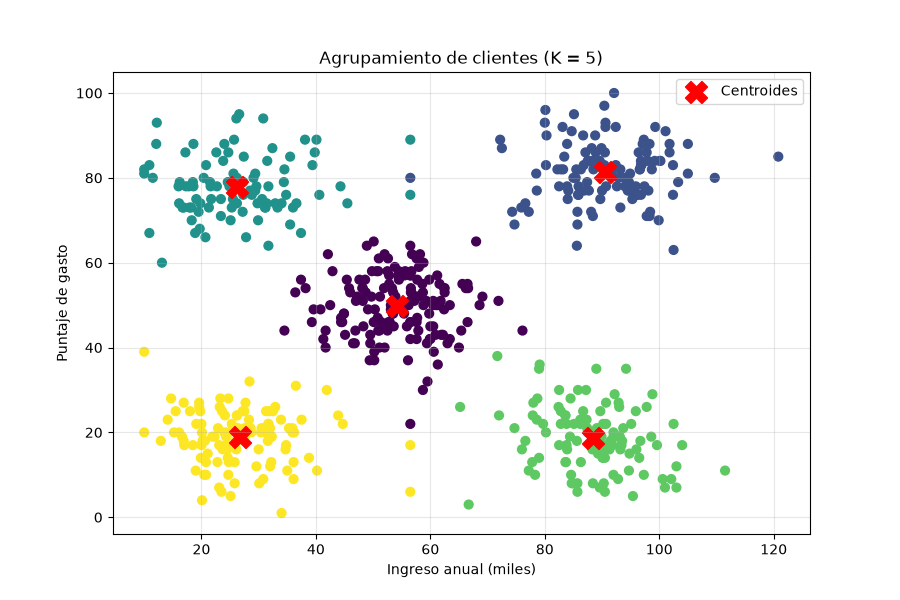 Agrupamiento de clientes (K = 5)
Centroides
Puntaje de gasto
100
80
60
40
20
0
20 40 60 80 100 120
Ingreso anual (miles)